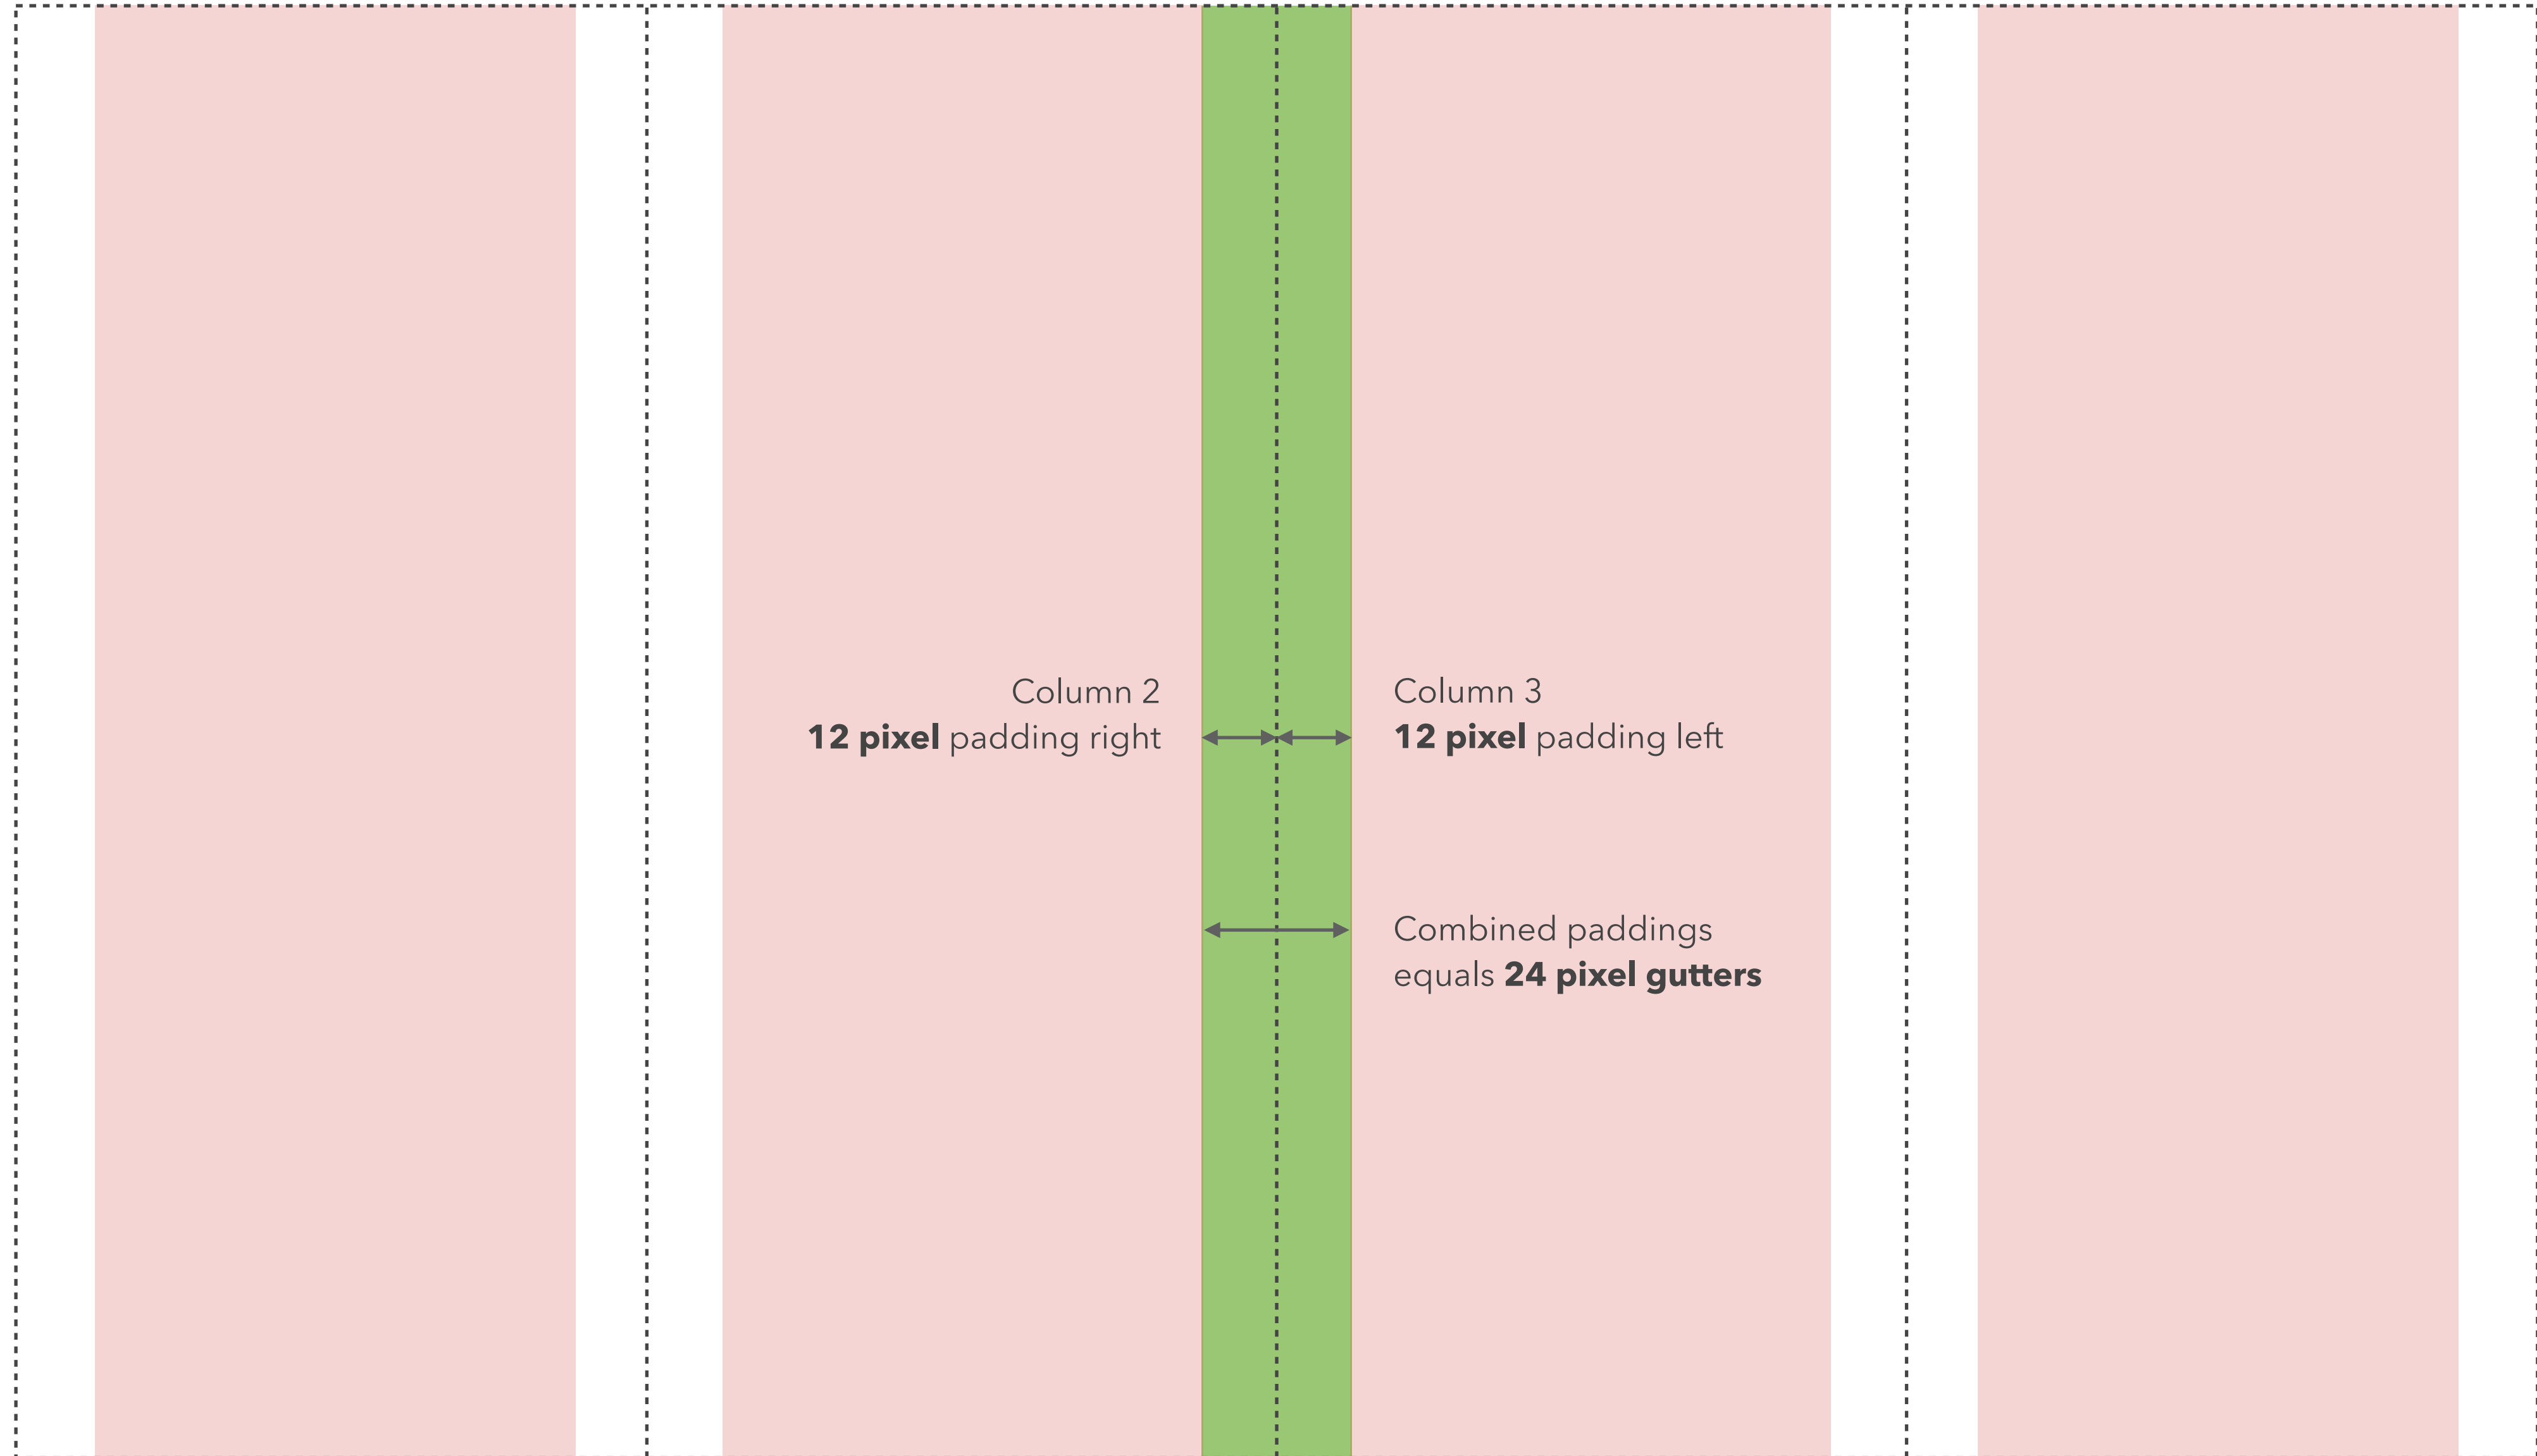 Column 2
12 pixel padding right
Column 3
12 pixel padding left
Combined paddings
equals 24 pixel gutters